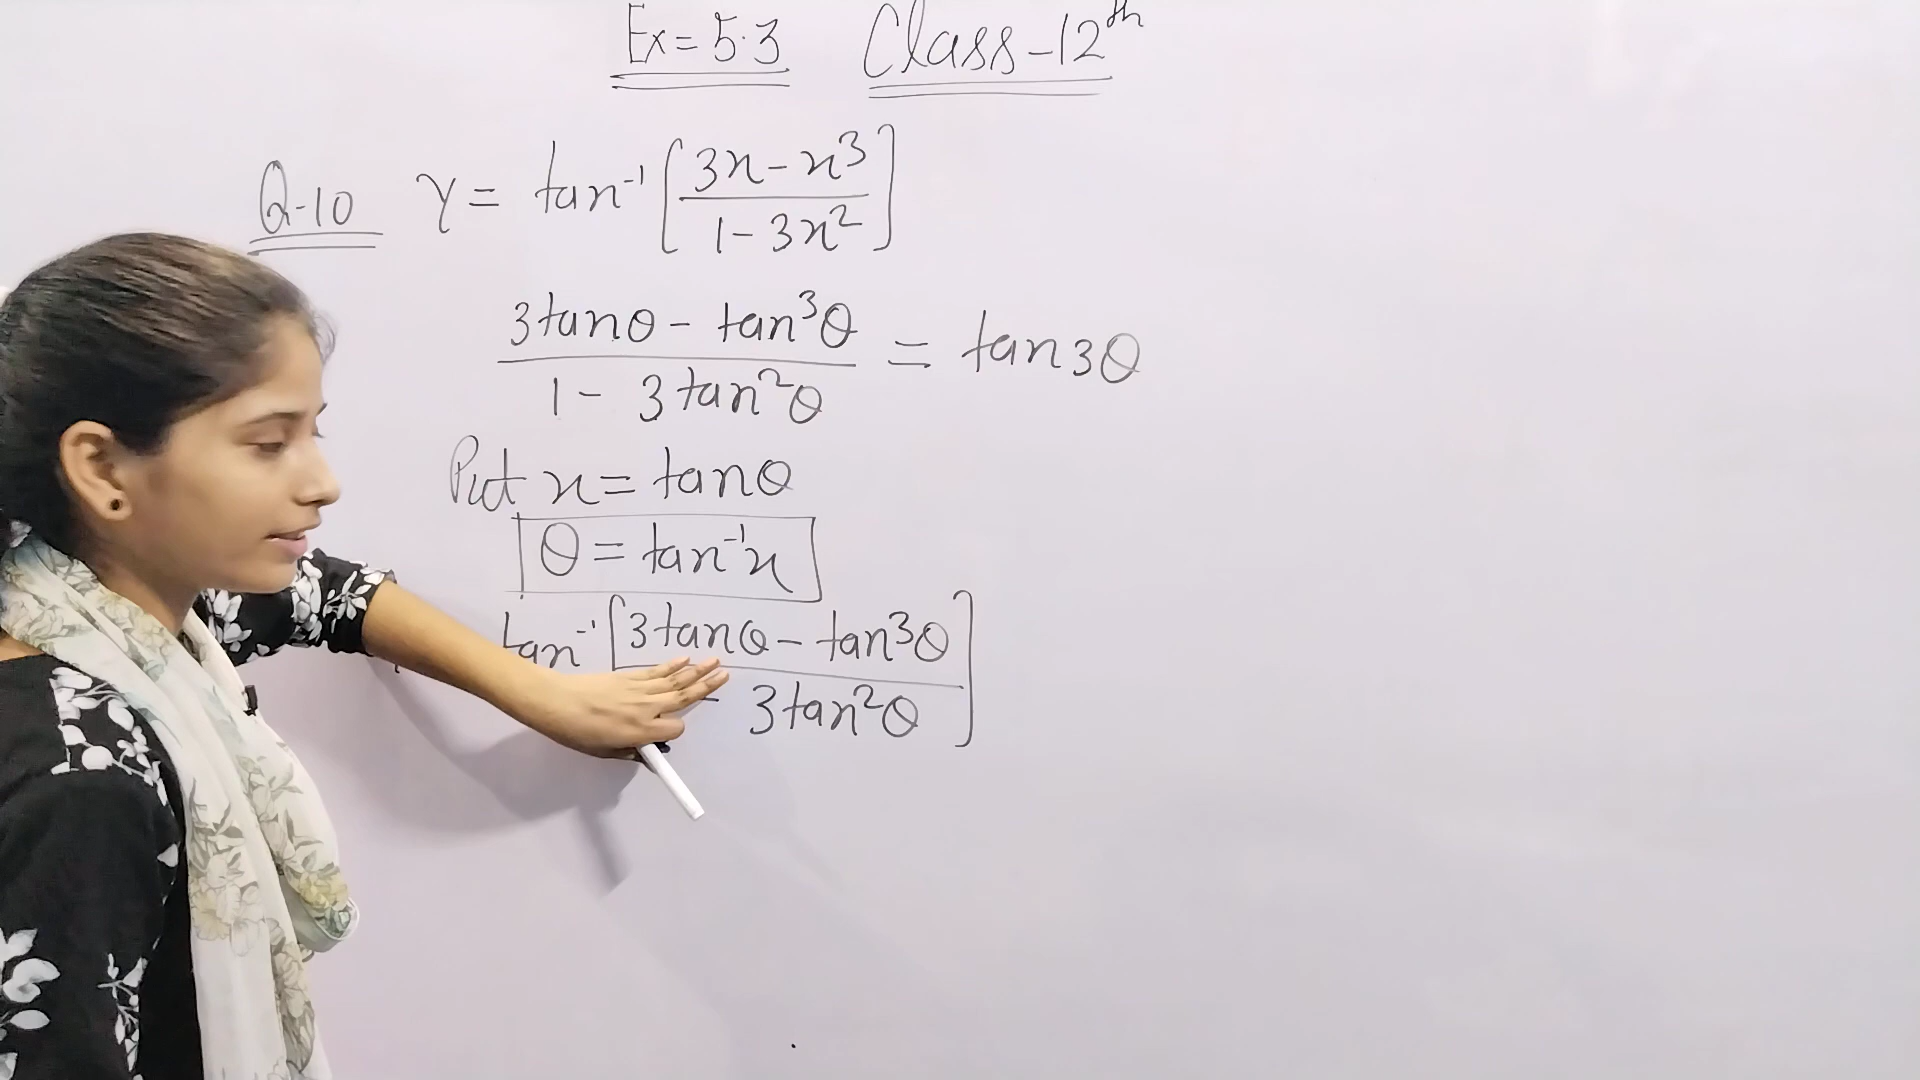 Ex = 5.3 Class-12th
Q-10 y = tan⁻¹ [(3x - x³)/(1 - 3x²)]
(3tanθ - tan³θ)/(1 - 3tan²θ) = tan3θ
Put x = tanθ
θ = tan⁻¹x
tan⁻¹ [3tanθ - tan³θ
- 3tan²θ]